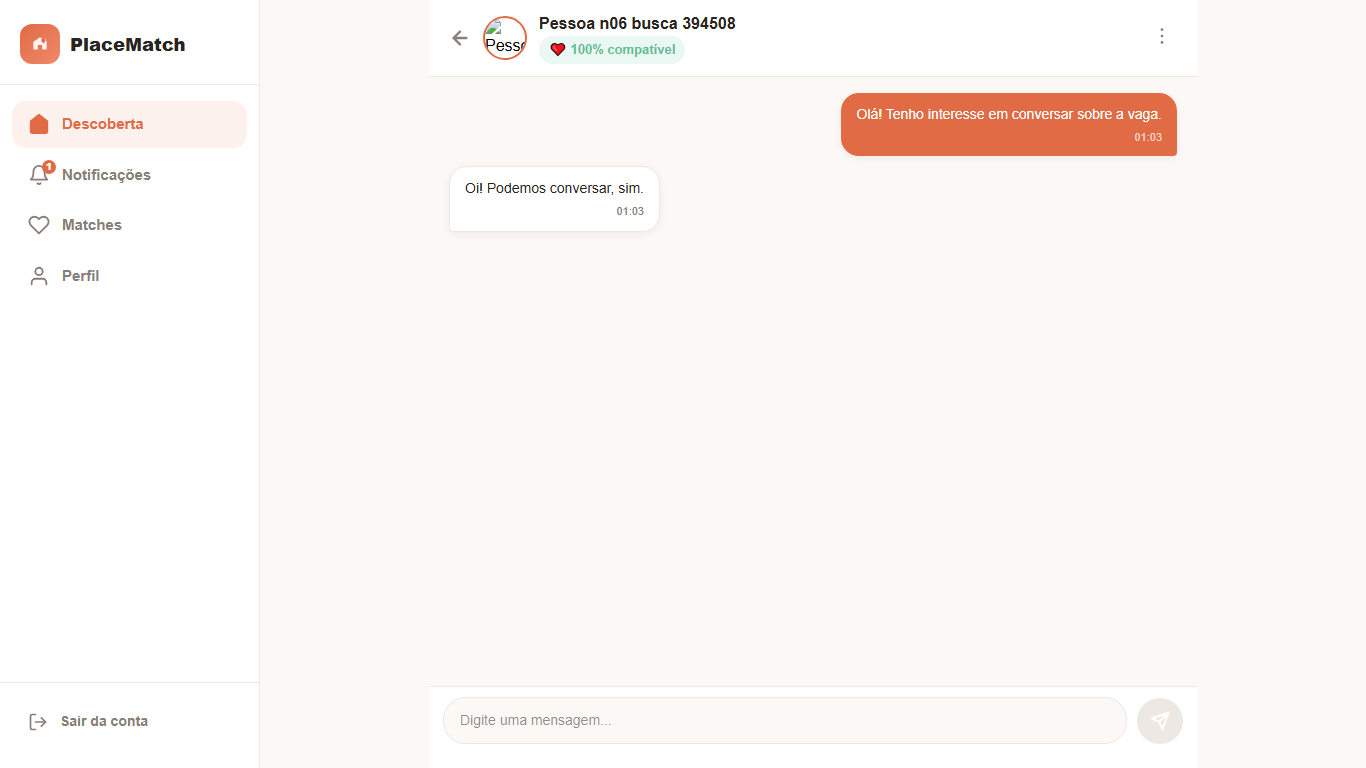 PlaceMatch
Descoberta
1
Notificações
Matches
Perfil
Sair da conta
Pesso
Pessoa n06 busca 394508
100% compatível
Olá! Tenho interesse em conversar sobre a vaga.
01:03
Oi! Podemos conversar, sim.
01:03
Digite uma mensagem...